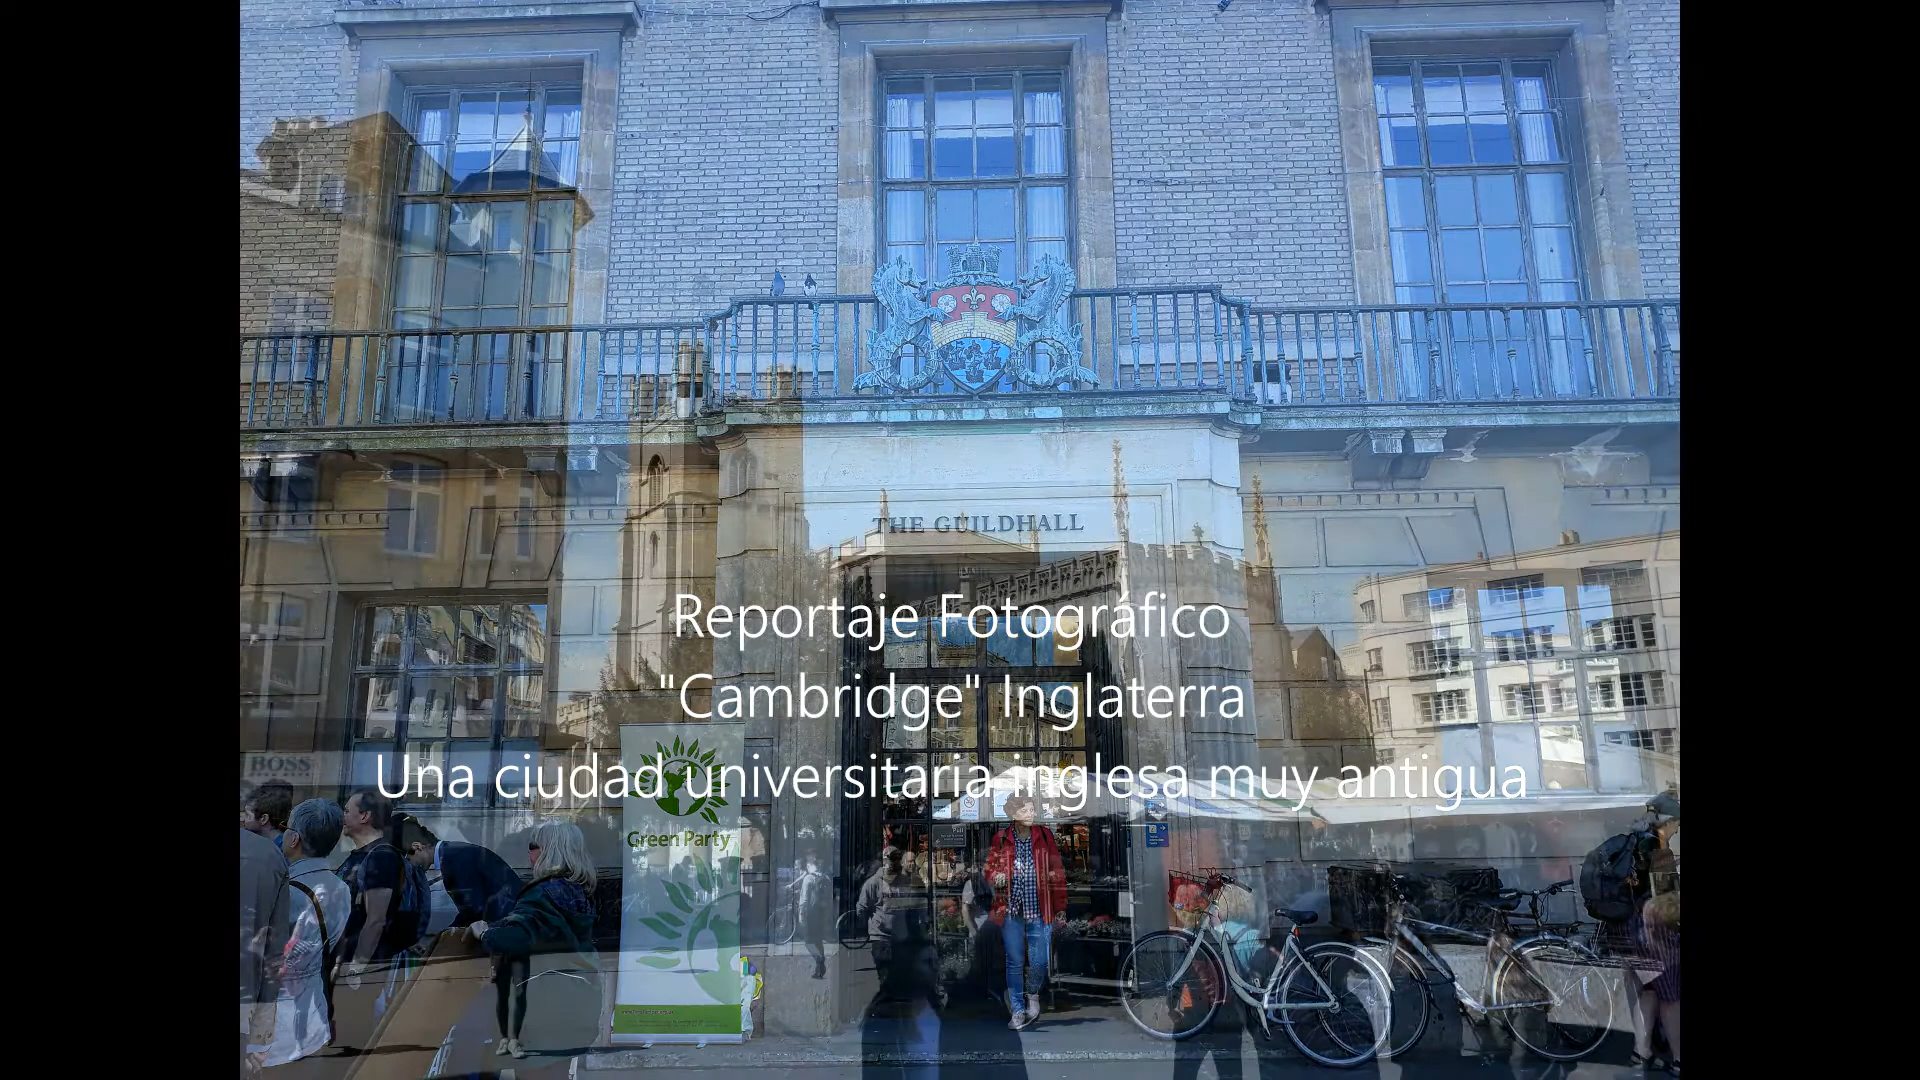 THE GUILDHALL
Reportaje Fotográfico
"Cambridge" Inglaterra
Una ciudad universitaria inglesa muy antigua
BOSS
Green Party